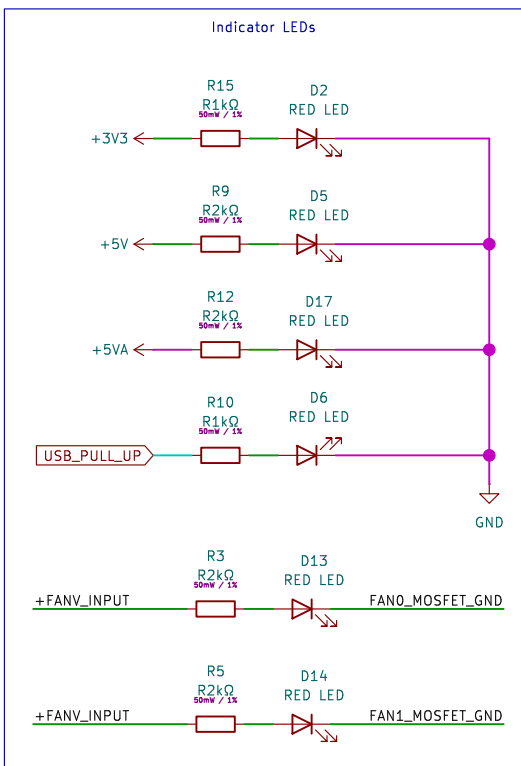 Indicator LEDs
R15
R1kΩ
50mW / 1%
D2
RED LED
+3V3
R9
R2kΩ
50mW / 1%
D5
RED LED
+5V
R12
R2kΩ
50mW / 1%
D17
RED LED
+5VA
R10
R1kΩ
50mW / 1%
D6
RED LED
USB_PULL_UP
GND
R3
R2kΩ
50mW / 1%
D13
RED LED
+FANV_INPUT
FAN0_MOSFET_GND
R5
R2kΩ
50mW / 1%
D14
RED LED
+FANV_INPUT
FAN1_MOSFET_GND